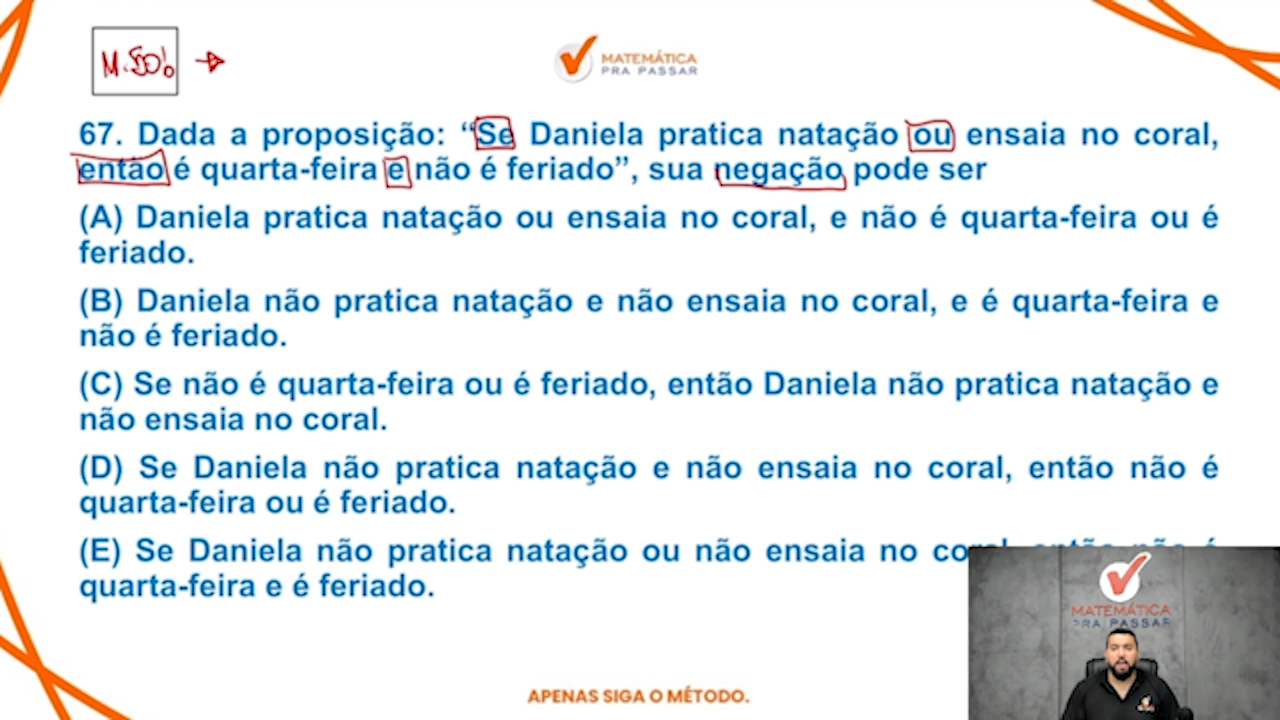 M.50!
MATEMÁTICA
PRA PASSAR
67. Dada a proposição: “Se Daniela pratica natação ou ensaia no coral,
então é quarta-feira e não é feriado”, sua negação pode ser
(A) Daniela pratica natação ou ensaia no coral, e não é quarta-feira ou é
feriado.
(B) Daniela não pratica natação e não ensaia no coral, e é quarta-feira e
não é feriado.
(C) Se não é quarta-feira ou é feriado, então Daniela não pratica natação e
não ensaia no coral.
(D) Se Daniela não pratica natação e não ensaia no coral, então não é
quarta-feira ou é feriado.
(E) Se Daniela não pratica natação ou não ensaia no coral, então não é
quarta-feira e é feriado.
MATEMÁTICA
PRA PASSAR
APENAS SIGA O MÉTODO.